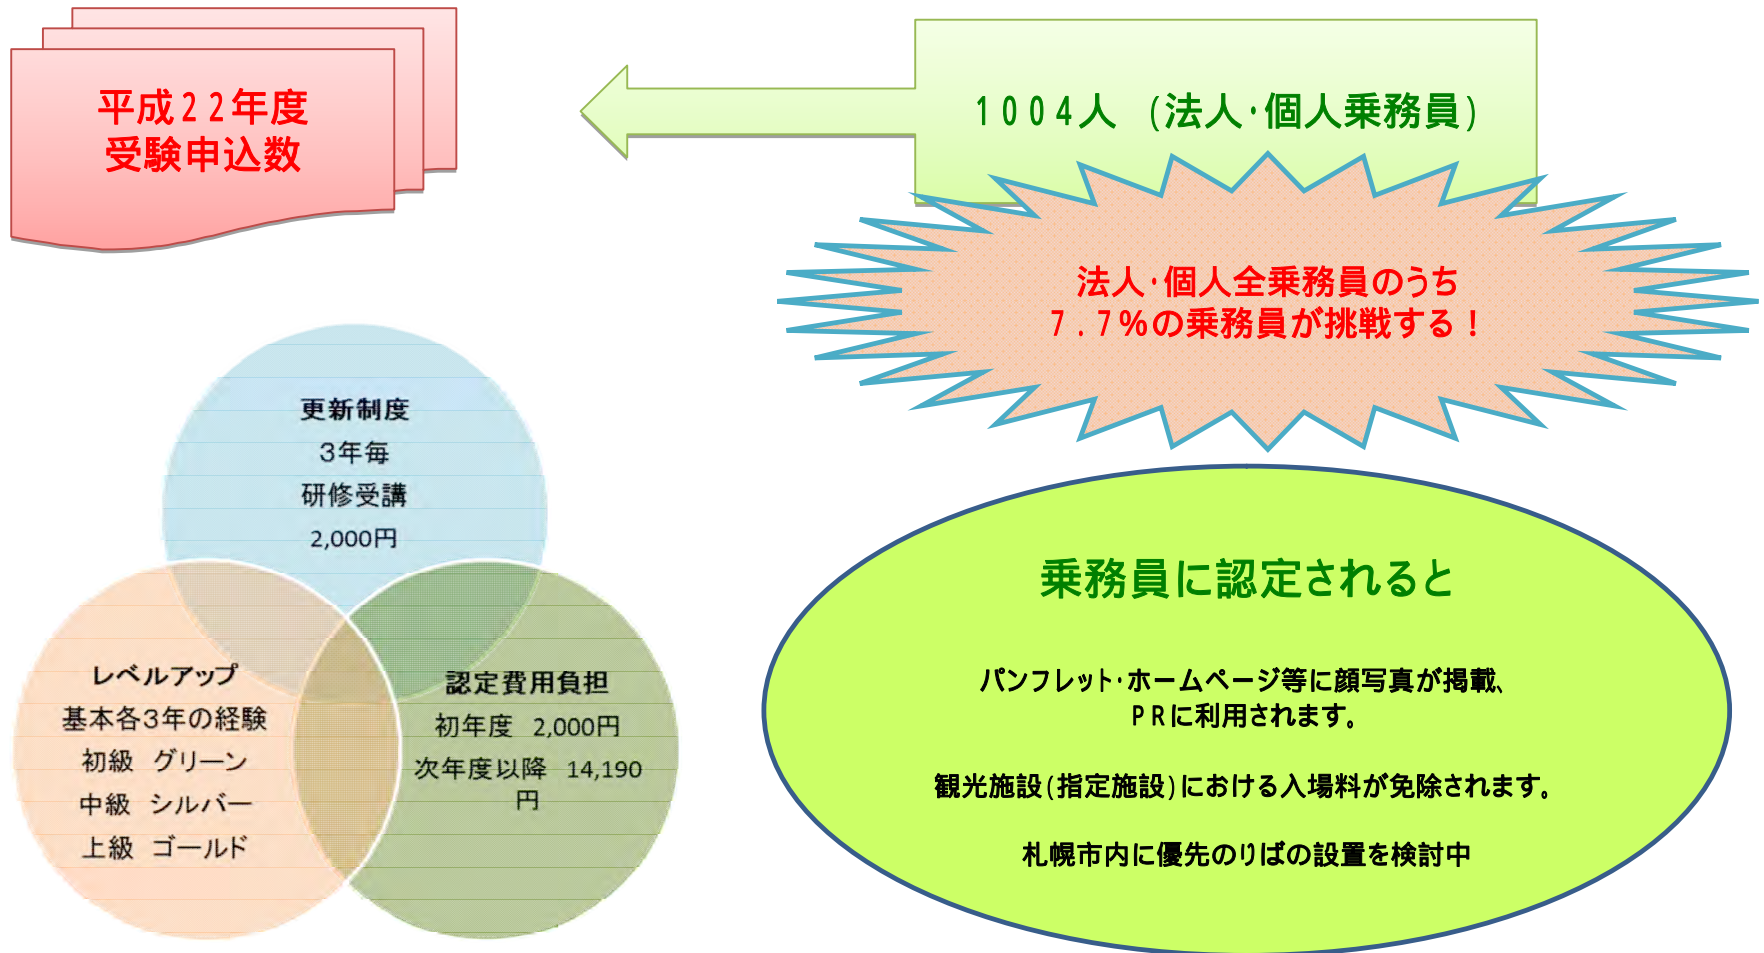 平成22年度
受験申込数
1004人 (法人・個人乗務員)
法人・個人全乗務員のうち
7.7%の乗務員が挑戦する！
更新制度
3年毎
研修受講
2,000円
レベルアップ
基本各3年の経験
初級 グリーン
中級 シルバー
上級 ゴールド
認定費用負担
初年度 2,000円
次年度以降 14,190
円
乗務員に認定されると
パンフレット・ホームページ等に顔写真が掲載、
PRに利用されます。
観光施設(指定施設)における入場料が免除されます。
札幌市内に優先のりばの設置を検討中